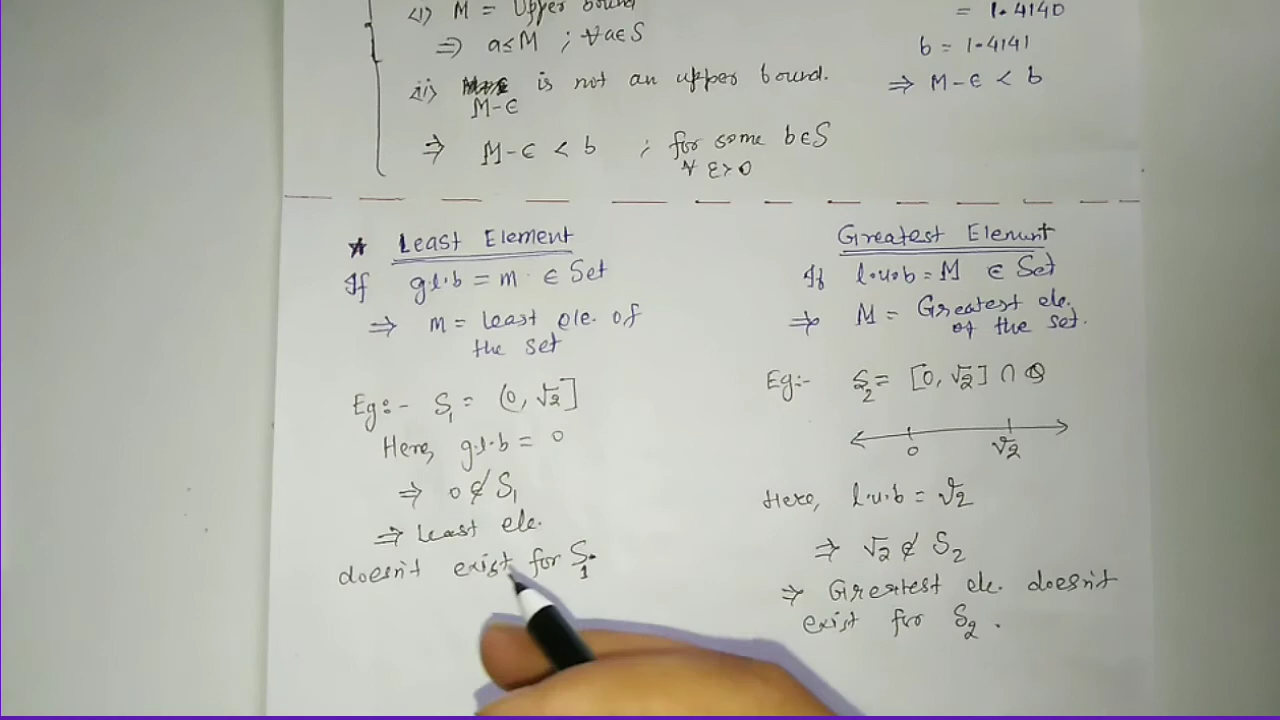 (i) M = Upper bound
⇒ a ≤ M ; ∀ a ∈ S
(ii) is not an upper bound.
M-ϵ
⇒ M-ϵ < b ; for some b ∈ S
∀ ε > 0
= 1.4140
b = 1.4141
⇒ M-ϵ < b
* Least Element
If g.l.b = m ∈ Set
⇒ m = least ele. of
the set
Eg:- S₁ = (0, √2]
Here, g.l.b = 0
⇒ 0 ∉ S₁
⇒ least ele.
doesn't exist for S₁.
Greatest Element
If l.u.b = M ∈ Set
⇒ M = Greatest ele.
of the set.
Eg:- S₂ = [0, √2] ∩ Q
0 √2
Here, l.u.b = √2
⇒ √2 ∉ S₂
⇒ Greatest ele. doesn't
exist for S₂.